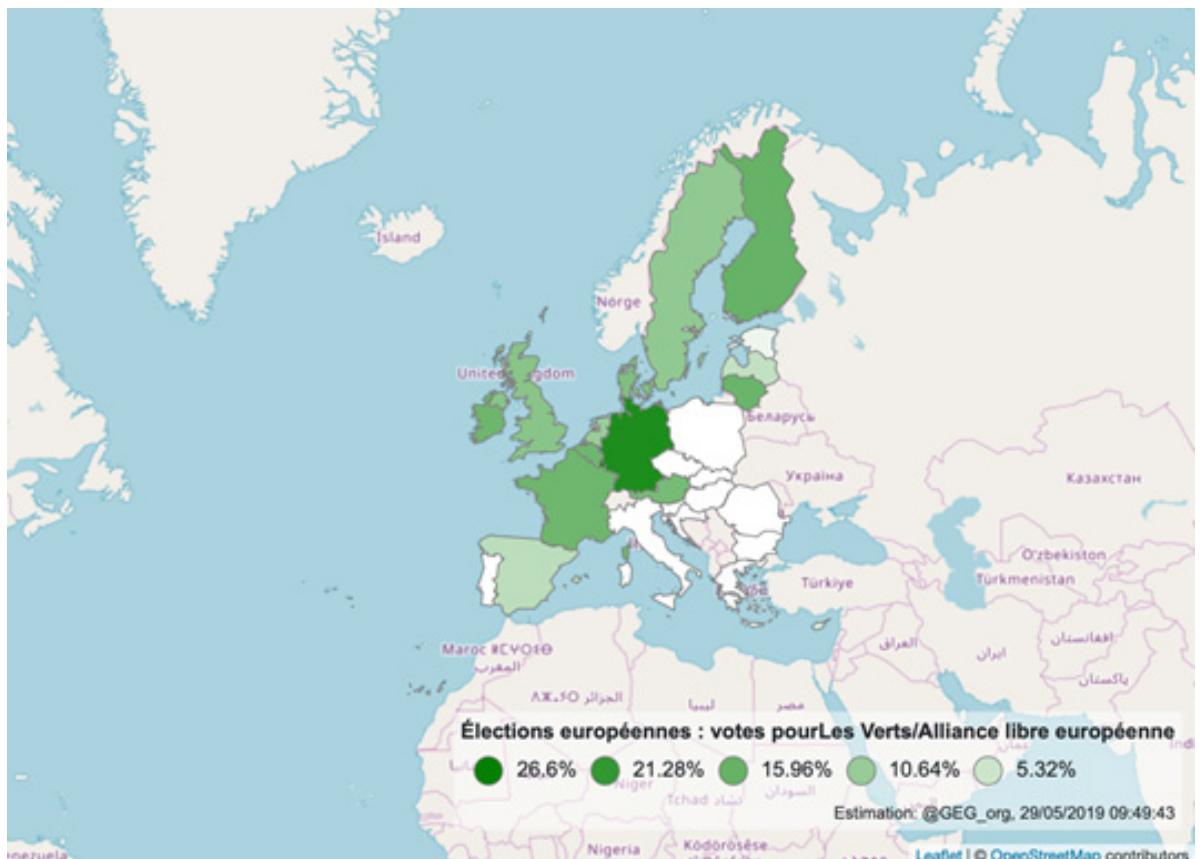 Ísland
Norge
United Kingdom
Беларусь
Україна
Казахстан
O'zbekiston
Türkmenistan
Türkiye
افغانستان
العراق
ایران
پاکستان
Maroc ⵍⵎⵖⵔⵉⴱ
المغرب
الجزائر
ليبيا
مصر
Élections européennes : votes pourLes Verts/Alliance libre européenne
26.6% 21.28% 15.96% 10.64% 5.32%
Niger
Tchad تشاد
السودان
Estimation: @GEG_org, 29/05/2019 09:49:43
Nigeria
Ködörösêse
Leaflet | © OpenStreetMap contributors